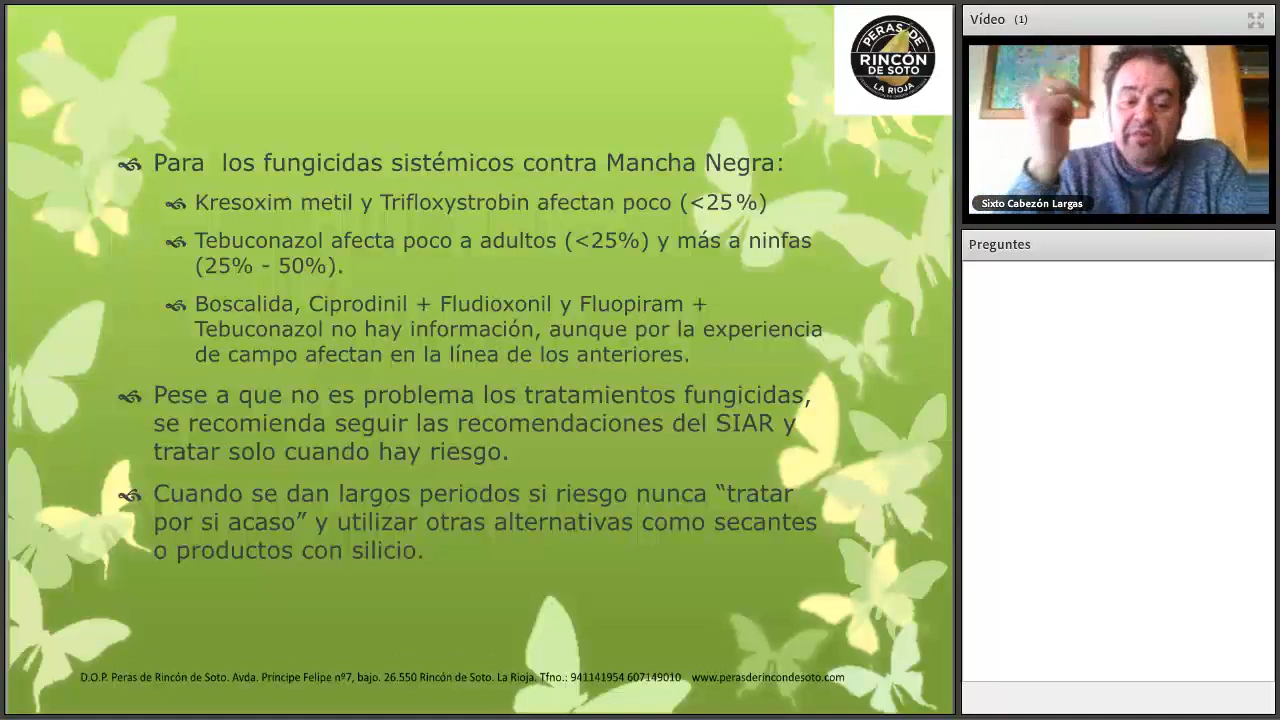 PERAS DE
RINCÓN
DE SOTO
LA RIOJA
Para  los fungicidas sistémicos contra Mancha Negra:
Kresoxim metil y Trifloxystrobin afectan poco (<25%)
Tebuconazol afecta poco a adultos (<25%) y más a ninfas
(25% - 50%).
Boscalida, Ciprodinil + Fludioxonil y Fluopiram +
Tebuconazol no hay información, aunque por la experiencia
de campo afectan en la línea de los anteriores.
Pese a que no es problema los tratamientos fungicidas,
se recomienda seguir las recomendaciones del SIAR y
tratar solo cuando hay riesgo.
Cuando se dan largos periodos si riesgo nunca “tratar
por si acaso” y utilizar otras alternativas como secantes
o productos con silicio.
D.O.P. Peras de Rincón de Soto. Avda. Príncipe Felipe nº7, bajo. 26.550 Rincón de Soto. La Rioja. Tfno.: 941141954 607149010    www.perasderincondesoto.com
Vídeo (1)
Sixto Cabezón Largas
Preguntes